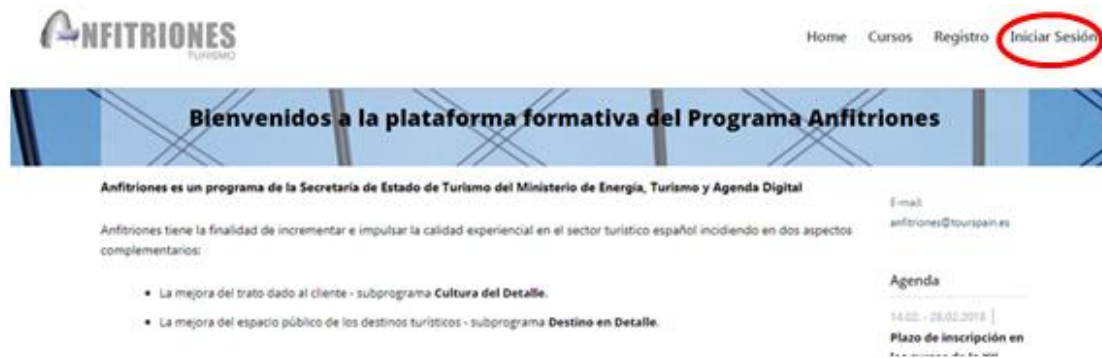 ANFITRIONES
TURISMO
Home Cursos Registro Iniciar Sesión
Bienvenidos a la plataforma formativa del Programa Anfitriones
Anfitriones es un programa de la Secretaría de Estado de Turismo del Ministerio de Energía, Turismo y Agenda Digital
Anfitriones tiene la finalidad de incrementar e impulsar la calidad experiencial en el sector turístico español incidiendo en dos aspectos
complementarios:
• La mejora del trato dado al cliente - subprograma Cultura del Detalle.
• La mejora del espacio público de los destinos turísticos - subprograma Destino en Detalle.
E-mail:
anfitriones@tourspain.es
Agenda
14.02. - 28.02.2018 |
Plazo de inscripción en